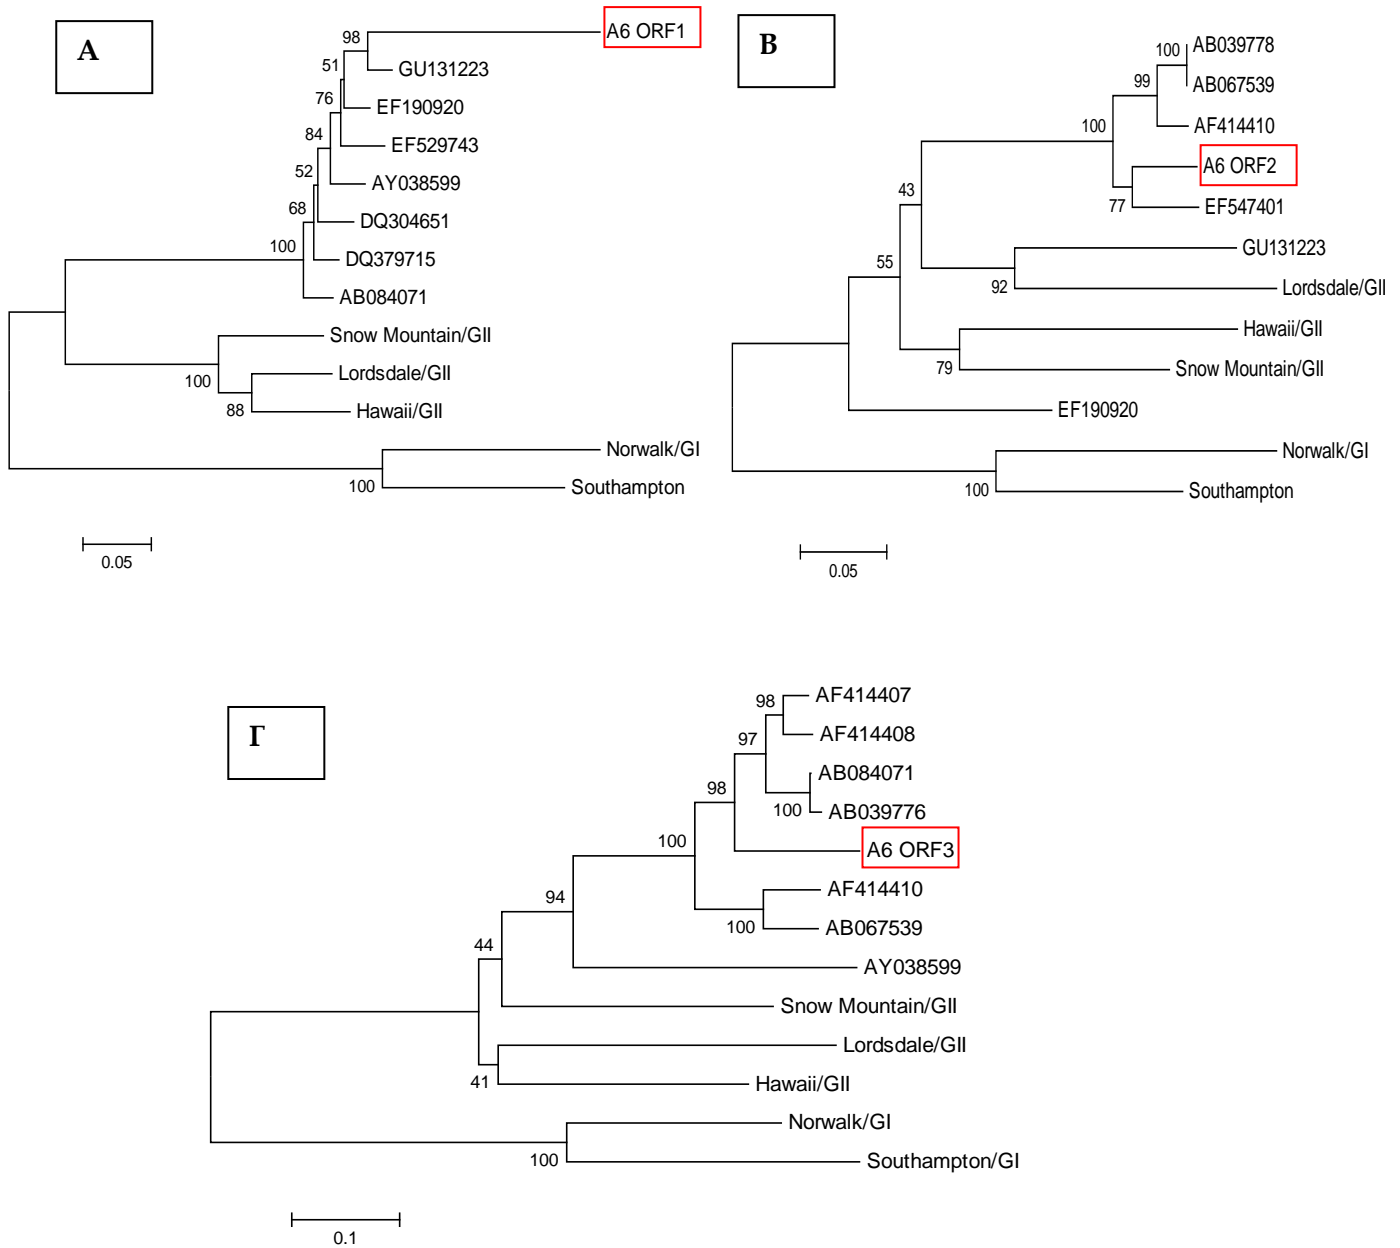 Α
98
A6 ORF1
GU131223
51
EF190920
76
EF529743
84
AY038599
52
DQ304651
68
DQ379715
100
AB084071
Snow Mountain/GII
Lordsdale/GII
100
88
Hawaii/GII
Norwalk/GI
100
Southampton
0.05
Β
100
AB039778
AB067539
99
AF414410
100
A6 ORF2
77
EF547401
43
GU131223
55
92
Lordsdale/GII
Hawaii/GII
79
Snow Mountain/GII
EF190920
Norwalk/GI
100
Southampton
0.05
Γ
98
AF414407
AF414408
97
AB084071
98
100
AB039776
100
A6 ORF3
AF414410
94
100
AB067539
44
AY038599
Snow Mountain/GII
Lordsdale/GII
41
Hawaii/GII
Norwalk/GI
100
Southampton/GI
0.1